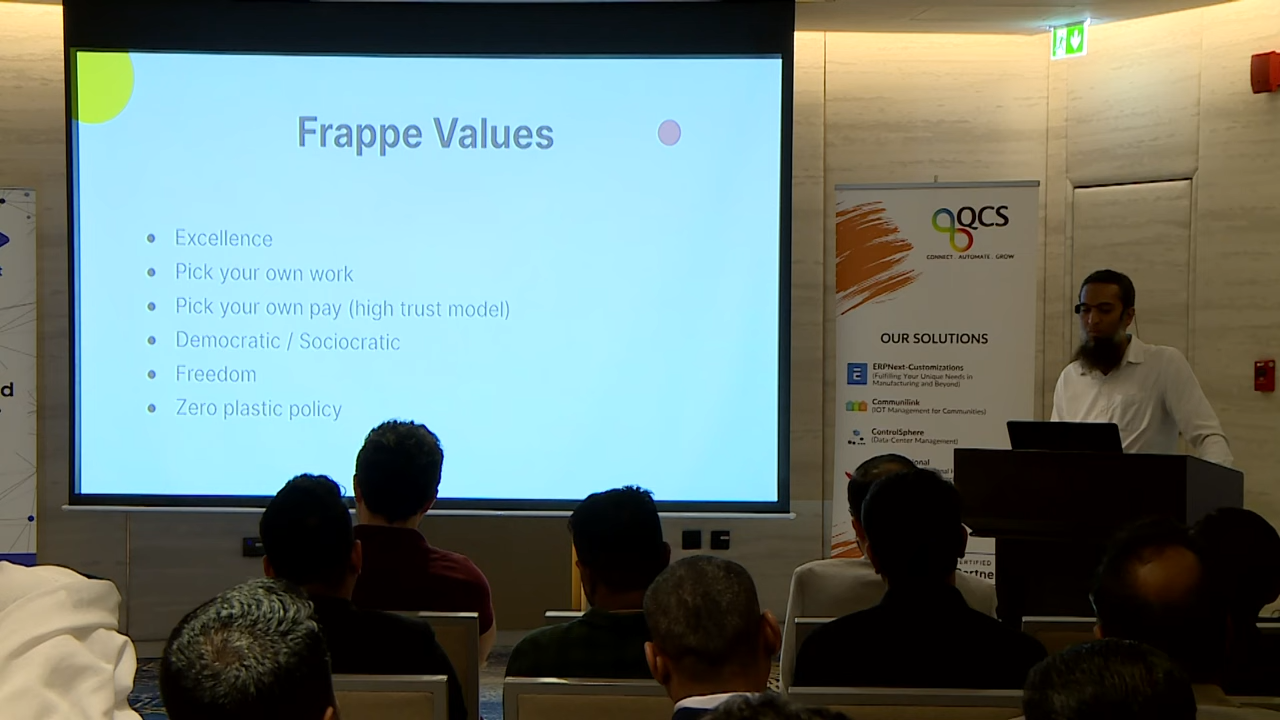 Frappe Values
Excellence
Pick your own work
Pick your own pay (high trust model)
Democratic / Sociocratic
Freedom
Zero plastic policy
QCS
CONNECT . AUTOMATE . GROW
OUR SOLUTIONS
ERPNext-Customizations
(Fulfilling Your Unique Needs in
Manufacturing and Beyond)
Communilink
(IOT Management for Communities)
ControlSphere
(Data-Center Management)